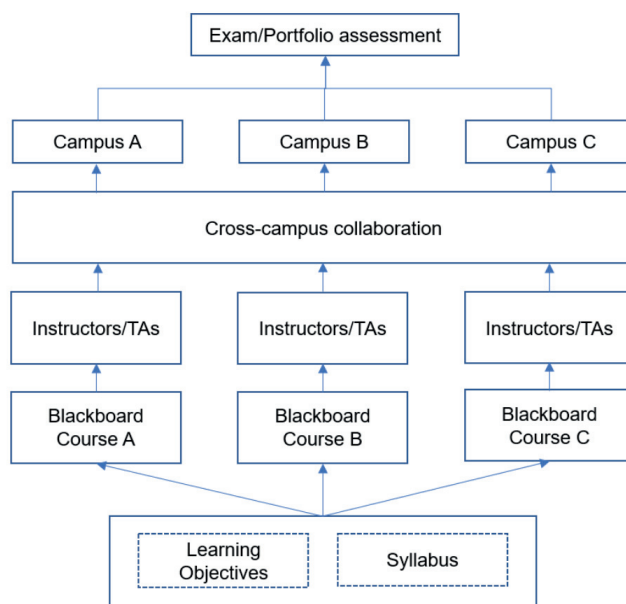 Exam/Portfolio assessment
Campus A
Campus B
Campus C
Cross-campus collaboration
Instructors/TAs
Instructors/TAs
Instructors/TAs
Blackboard
Course A
Blackboard
Course B
Blackboard
Course C
Learning
Objectives
Syllabus